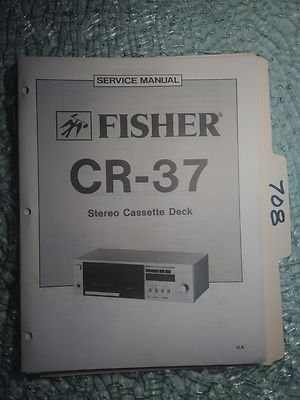 SERVICE MANUAL
FISHER®
CR-37
Stereo Cassette Deck
708
U.S.